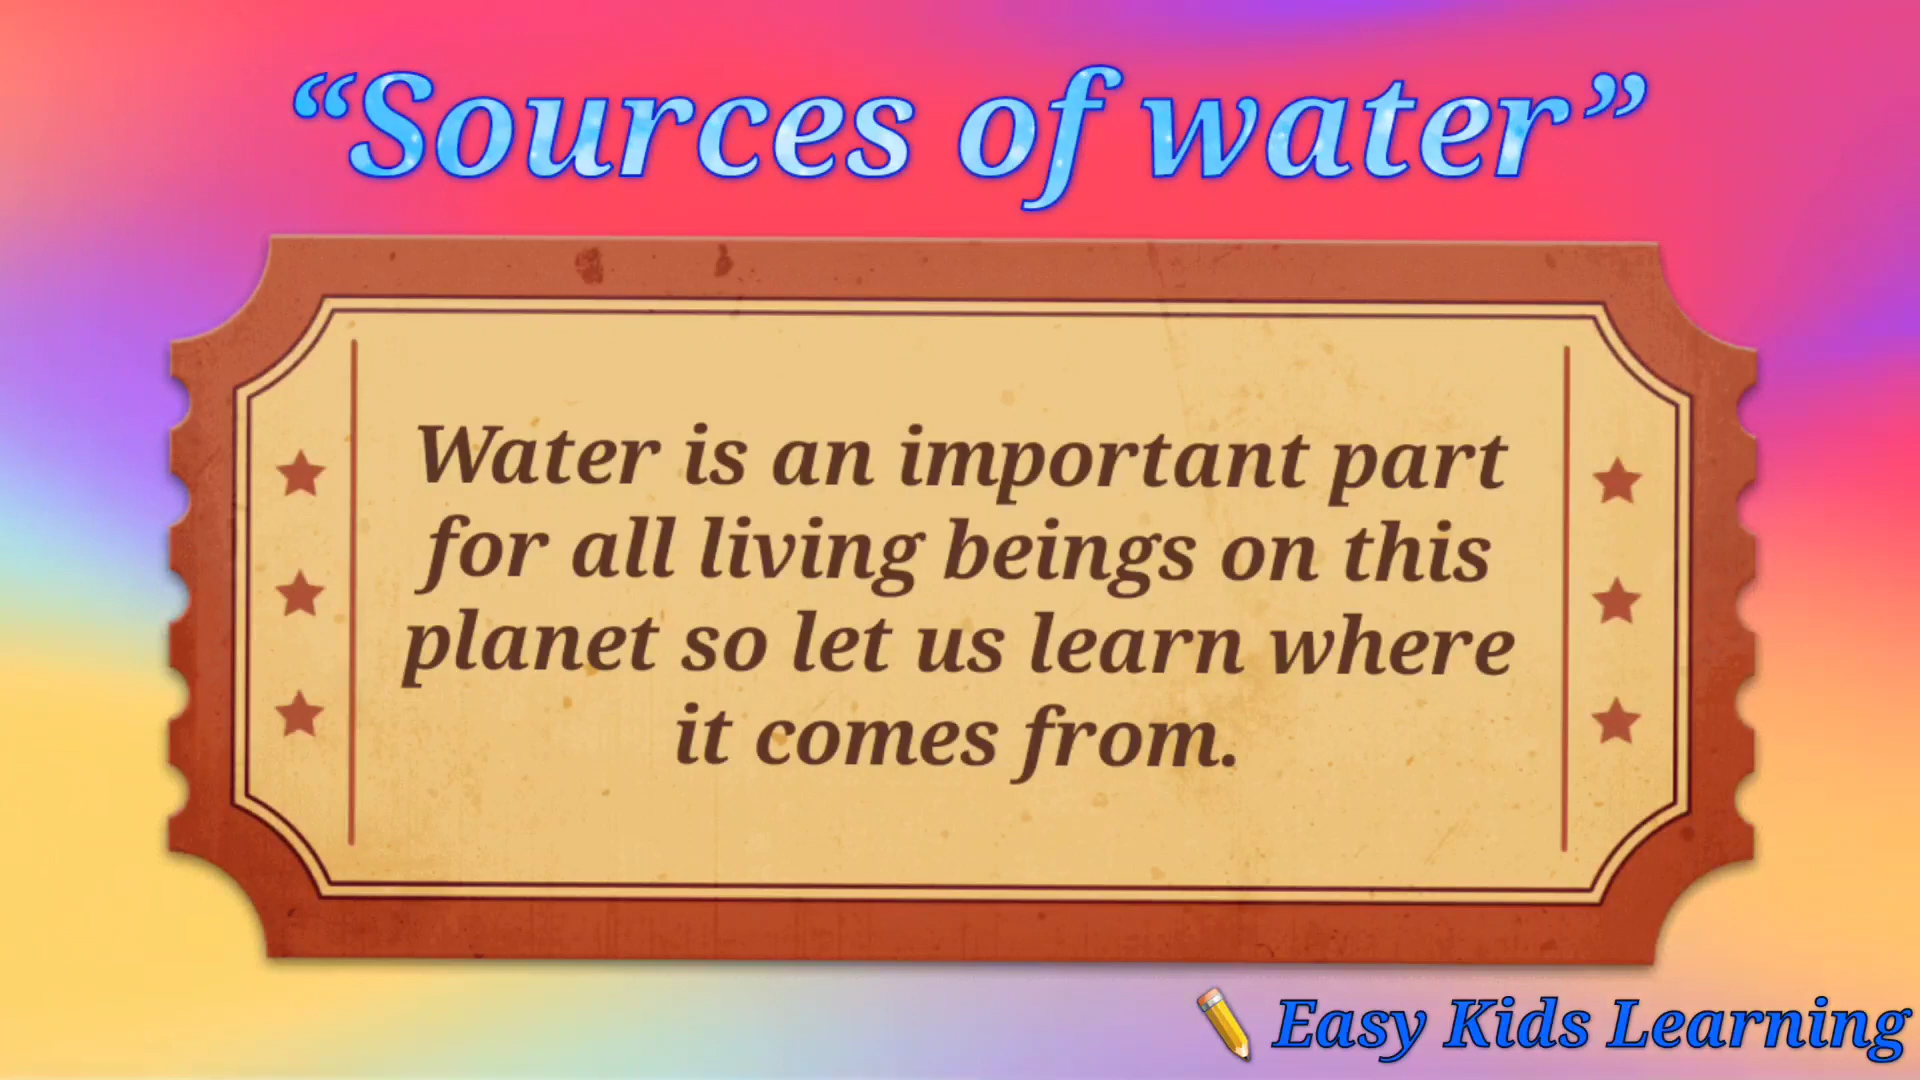 “Sources of water”
Water is an important part
for all living beings on this
planet so let us learn where
it comes from.
Easy Kids Learning